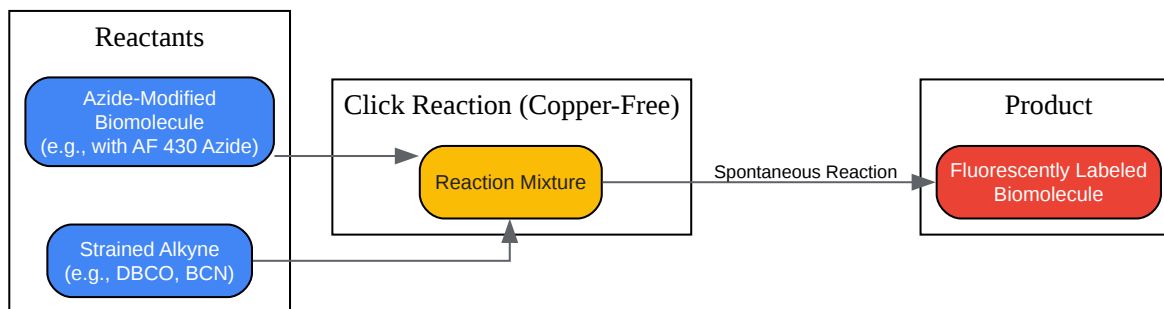 Reactants
Azide-Modified
Biomolecule
(e.g., with AF 430 Azide)
Strained Alkyne
(e.g., DBCO, BCN)
Click Reaction (Copper-Free)
Reaction Mixture
Spontaneous Reaction
Product
Fluorescently Labeled
Biomolecule